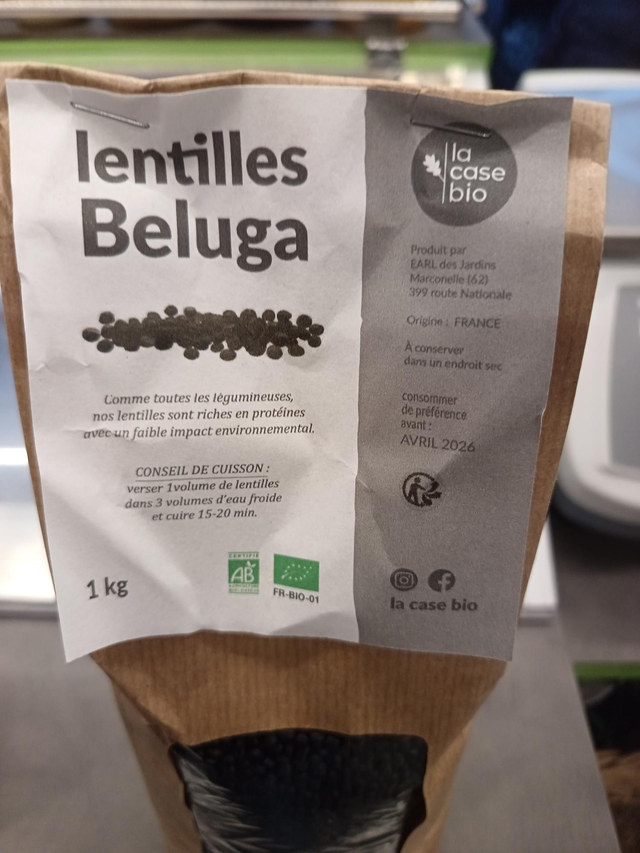 lentilles
Beluga
Comme toutes les légumineuses,
nos lentilles sont riches en protéines
avec un faible impact environnemental.
CONSEIL DE CUISSON :
verser 1volume de lentilles
dans 3 volumes d'eau froide
et cuire 15-20 min.
1 kg
CERTIFIÉ
AB
FR-BIO-01
la
case
bio
Produit par
EARL des Jardins
Marconelle (62)
399 route Nationale
Origine : FRANCE
À conserver
dans un endroit sec
consommer
de préférence
avant :
AVRIL 2026
la case bio